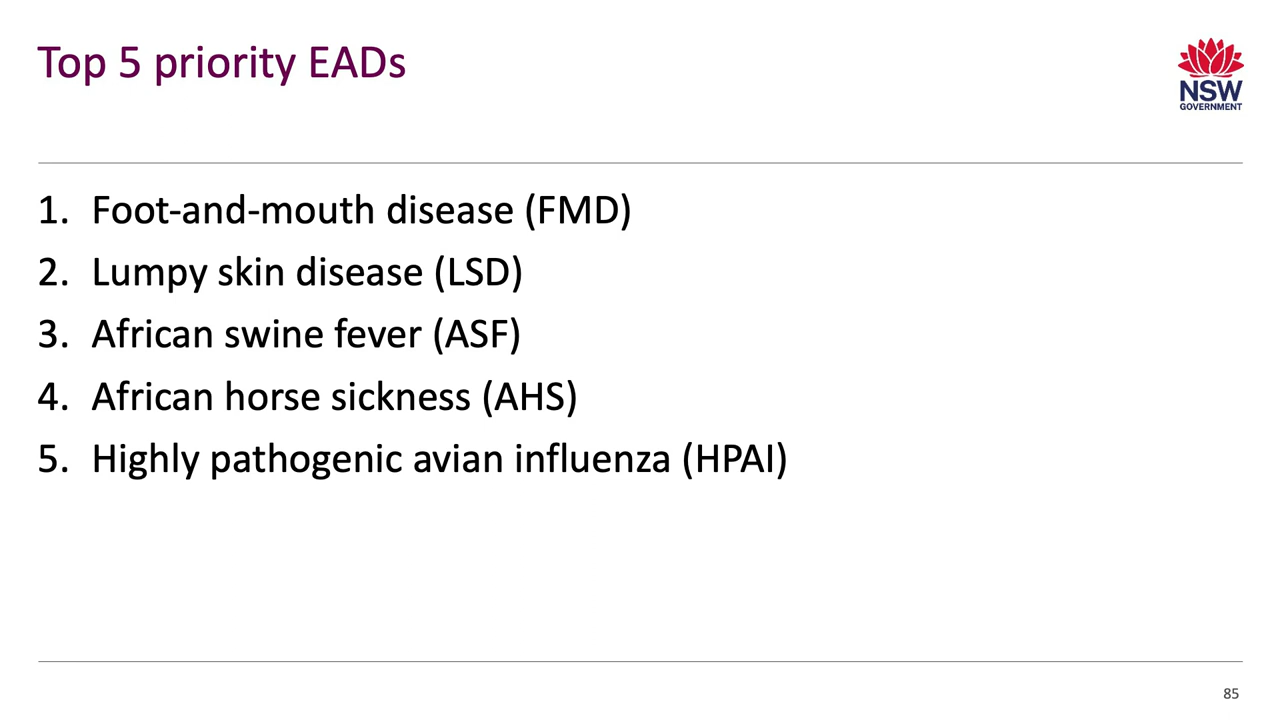 Top 5 priority EADs
NSW
GOVERNMENT
1. Foot-and-mouth disease (FMD)
2. Lumpy skin disease (LSD)
3. African swine fever (ASF)
4. African horse sickness (AHS)
5. Highly pathogenic avian influenza (HPAI)
85